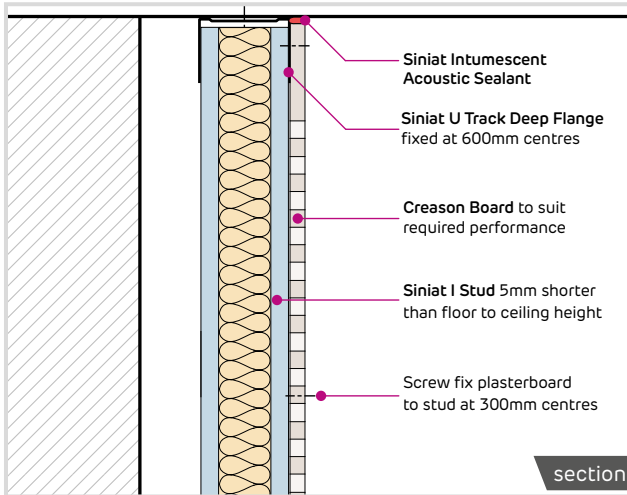 Siniat Intumescent
Acoustic Sealant
Siniat U Track Deep Flange
fixed at 600mm centres
Creason Board to suit
required performance
Siniat I Stud 5mm shorter
than floor to ceiling height
Screw fix plasterboard
to stud at 300mm centres
section